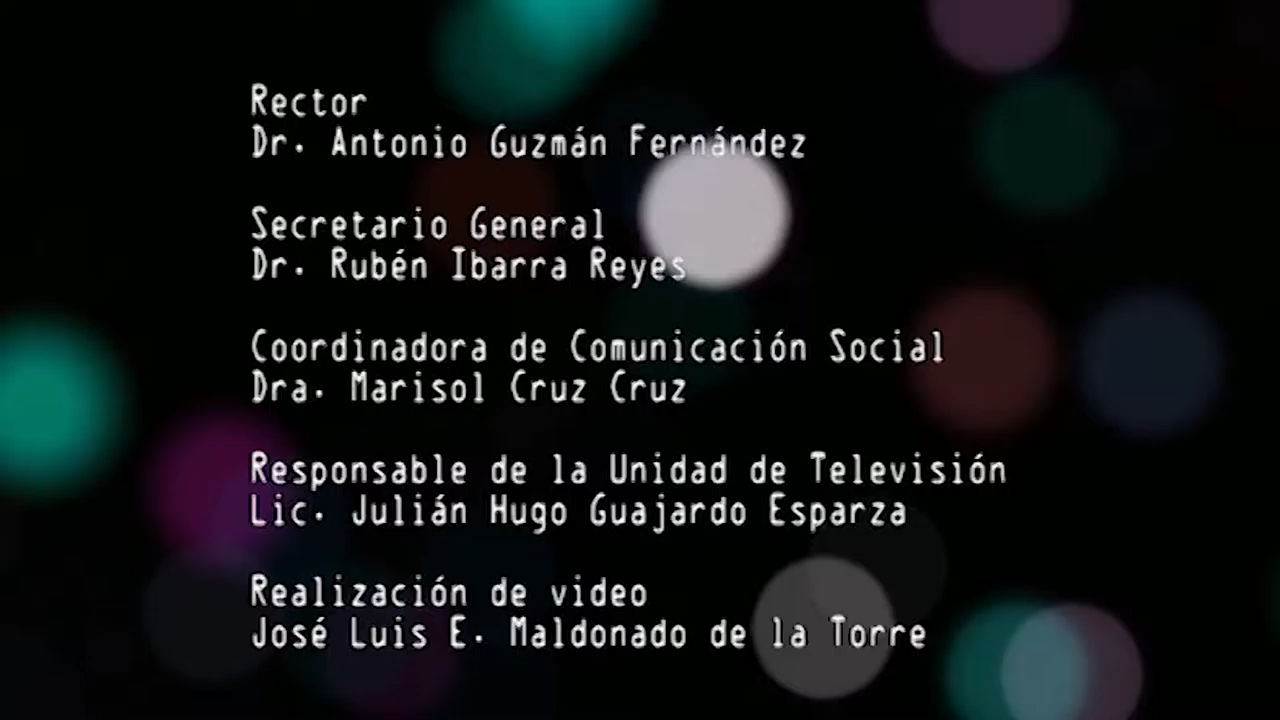 Rector
Dr. Antonio Guzmán Fernández
Secretario General
Dr. Rubén Ibarra Reyes
Coordinadora de Comunicación Social
Dra. Marisol Cruz Cruz
Responsable de la Unidad de Televisión
Lic. Julián Hugo Guajardo Esparza
Realización de video
José Luis E. Maldonado de la Torre